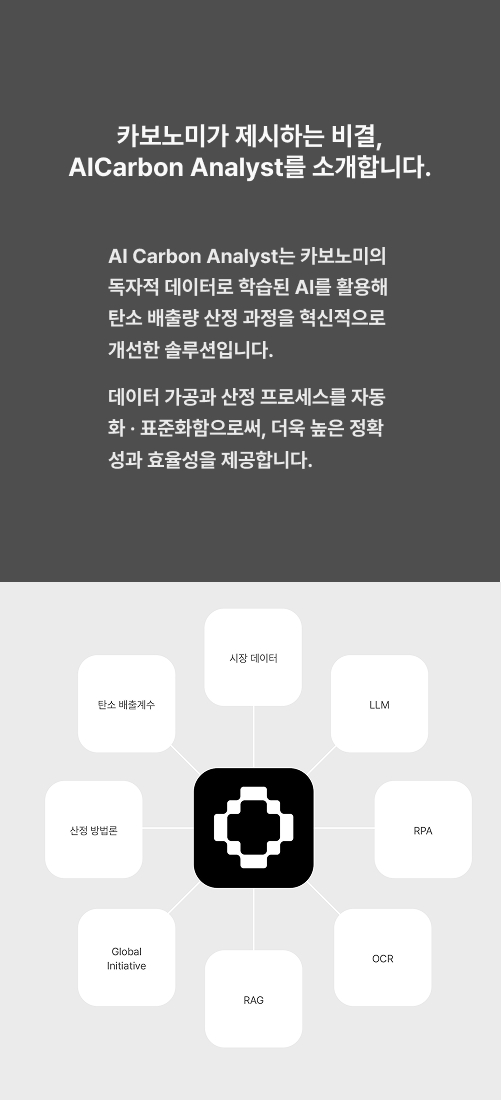 카보노미가 제시하는 비결,
AICarbon Analyst를 소개합니다.
AI Carbon Analyst는 카보노미의
독자적 데이터로 학습된 AI를 활용해
탄소 배출량 산정 과정을 혁신적으로
개선한 솔루션입니다.
데이터 가공과 산정 프로세스를 자동
화 · 표준화함으로써, 더욱 높은 정확
성과 효율성을 제공합니다.
시장 데이터
탄소 배출계수
LLM
산정 방법론
RPA
Global
Initiative
OCR
RAG